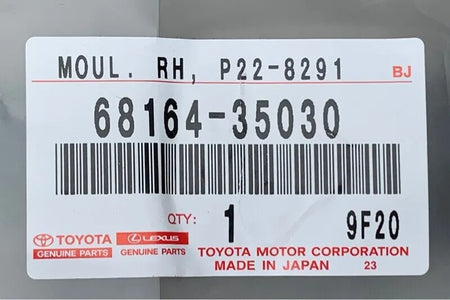 MOUL. RH, P22-8291 BJ
68164-35030
QTY: 1 9F20
TOYOTA LEXUS TOYOTA MOTOR CORPORATION
GENUINE PARTS GENUINE PARTS MADE IN JAPAN 23